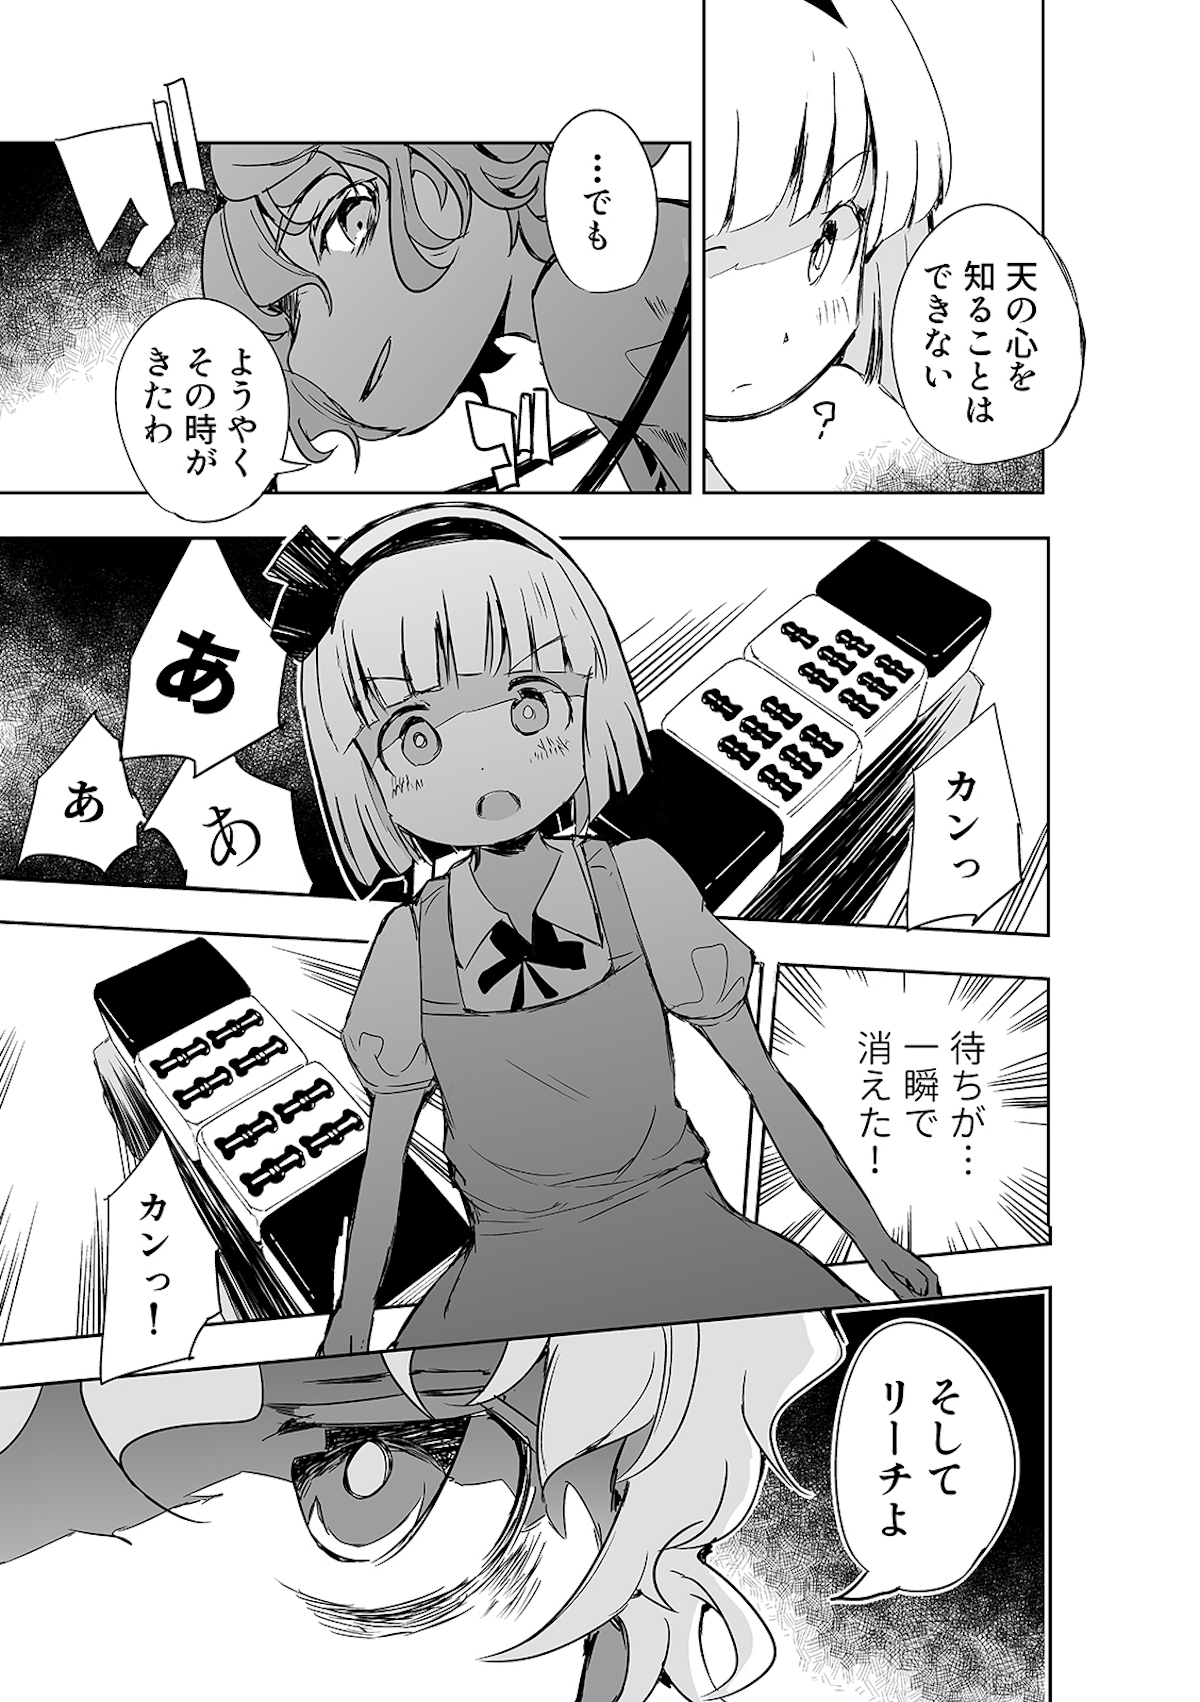 天の心を
知ることは
できない
?
…でも
ようやく
その時が
きたわ
カンっ
あ
あ
あ
待ちが…
一瞬で
消えた！
カンっ！
そして
リーチよ